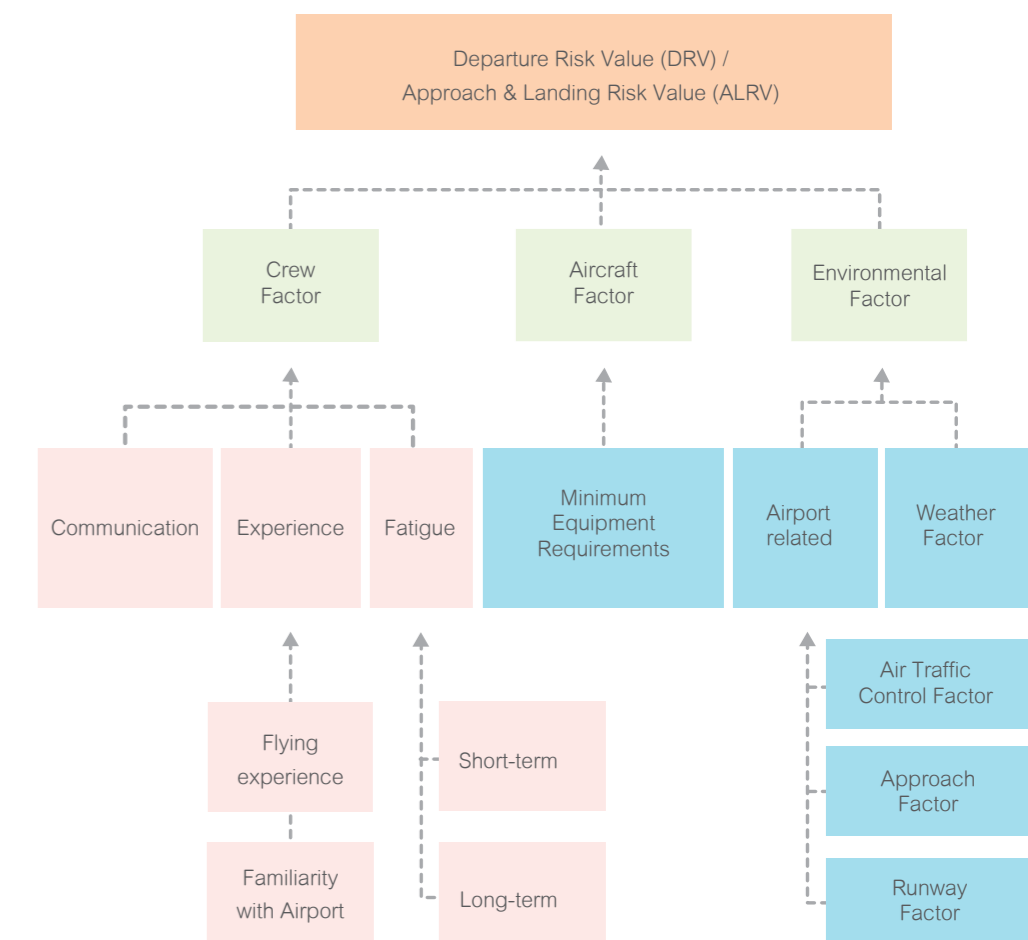 Departure Risk Value (DRV) /
Approach & Landing Risk Value (ALRV)
Crew
Factor
Aircraft
Factor
Environmental
Factor
Communication
Experience
Fatigue
Minimum
Equipment
Requirements
Airport
related
Weather
Factor
Flying
experience
Familiarity
with Airport
Short-term
Long-term
Air Traffic
Control Factor
Approach
Factor
Runway
Factor